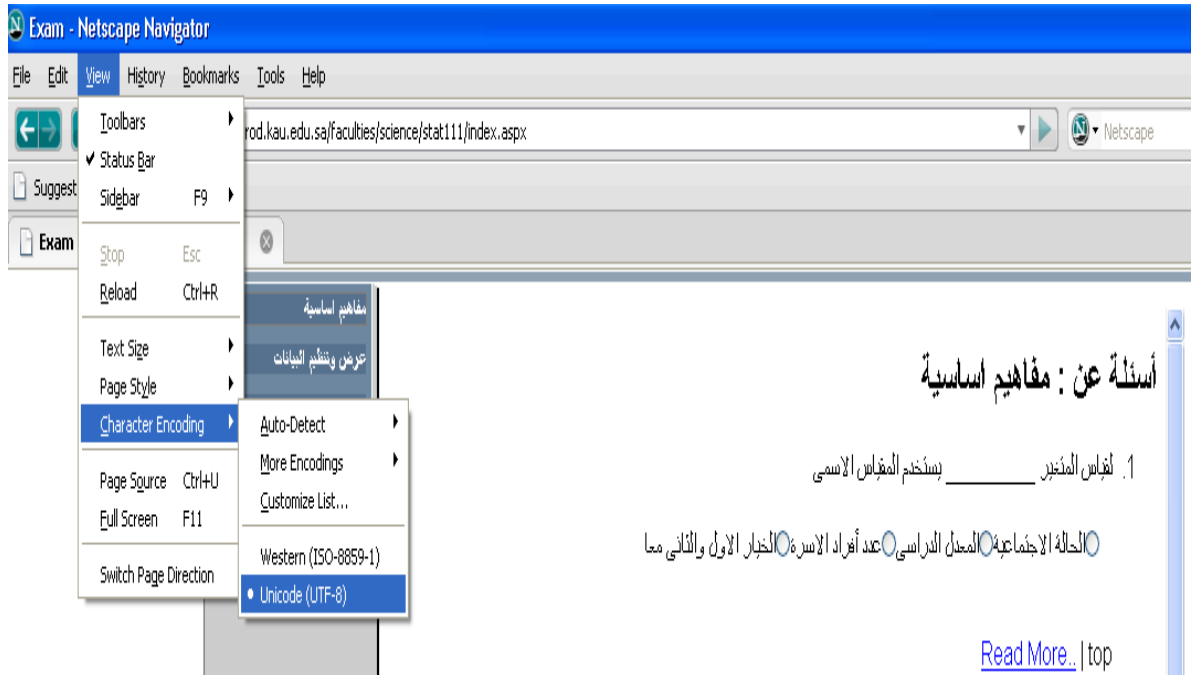 Exam - Netscape Navigator
File Edit View History Bookmarks Tools Help
rod.kau.edu.sa/faculties/science/stat111/index.aspx
Netscape
Suggest
Exam
Toolbars
Status Bar
Sidebar F9
Stop Esc
Reload Ctrl+R
Text Size
Page Style
Character Encoding
Page Source Ctrl+U
Full Screen F11
Switch Page Direction
Auto-Detect
More Encodings
Customize List...
Western (ISO-8859-1)
Unicode (UTF-8)
مفاهيم اساسية
عرض وتنظيم البيانات
أسئلة عن : مفاهيم اساسية
1. لقياس المتغير __________ يستخدم المقياس الاسمى
الحالة الاجتماعية المعدل الدراسى عدد أفراد الاسرة الخيار الاول والثانى معا
Read More.. | top